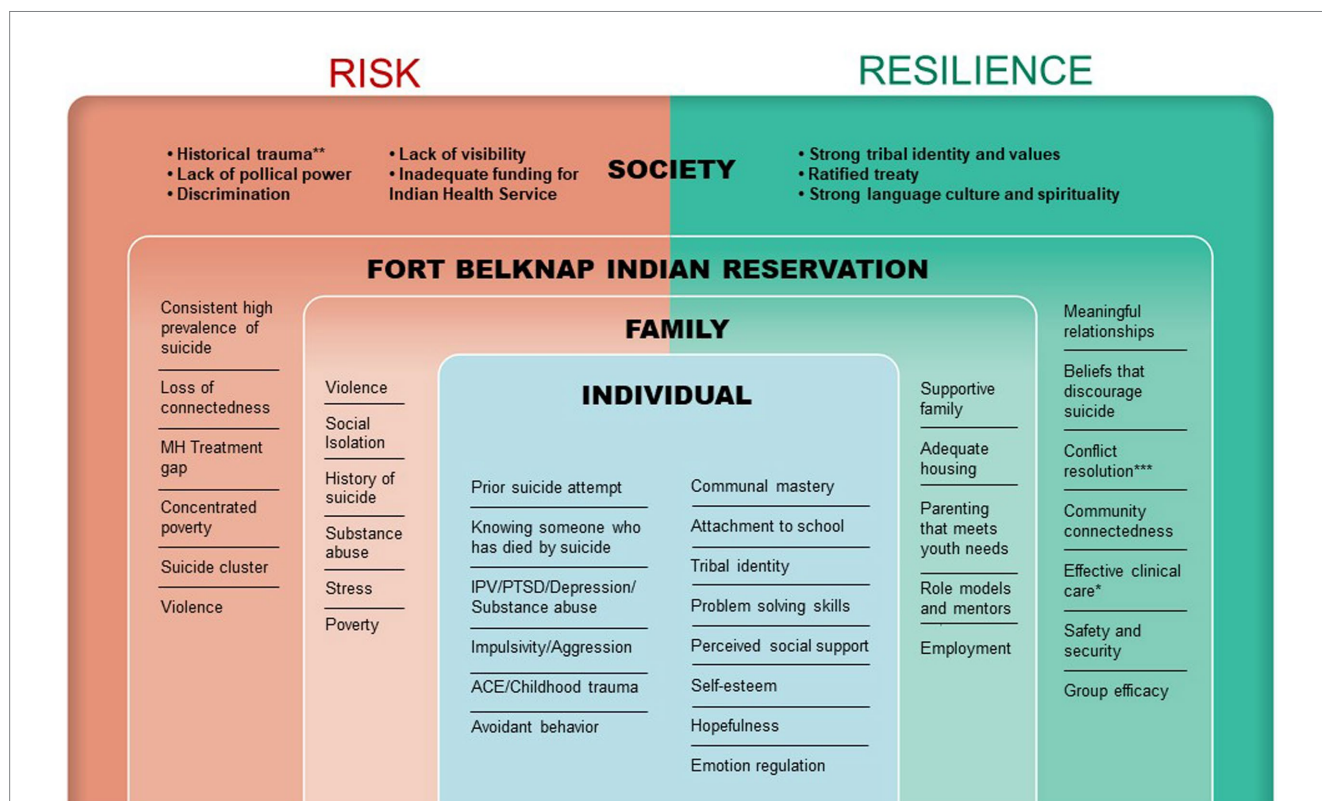 RISK
RESILIENCE
• Historical trauma**
• Lack of pollical power
• Discrimination
• Lack of visibility
• Inadequate funding for
Indian Health Service
SOCIETY
• Strong tribal identity and values
• Ratified treaty
• Strong language culture and spirituality
FORT BELKNAP INDIAN RESERVATION
Consistent high
prevalence of
suicide
Loss of
connectedness
MH Treatment
gap
Concentrated
poverty
Suicide cluster
Violence
FAMILY
Violence
Social
Isolation
History of
suicide
Substance
abuse
Stress
Poverty
INDIVIDUAL
Prior suicide attempt
Knowing someone who
has died by suicide
IPV/PTSD/Depression/
Substance abuse
Impulsivity/Aggression
ACE/Childhood trauma
Avoidant behavior
Communal mastery
Attachment to school
Tribal identity
Problem solving skills
Perceived social support
Self-esteem
Hopefulness
Emotion regulation
Supportive
family
Adequate
housing
Parenting
that meets
youth needs
Role models
and mentors
Employment
Meaningful
relationships
Beliefs that
discourage
suicide
Conflict
resolution***
Community
connectedness
Effective clinical
care*
Safety and
security
Group efficacy